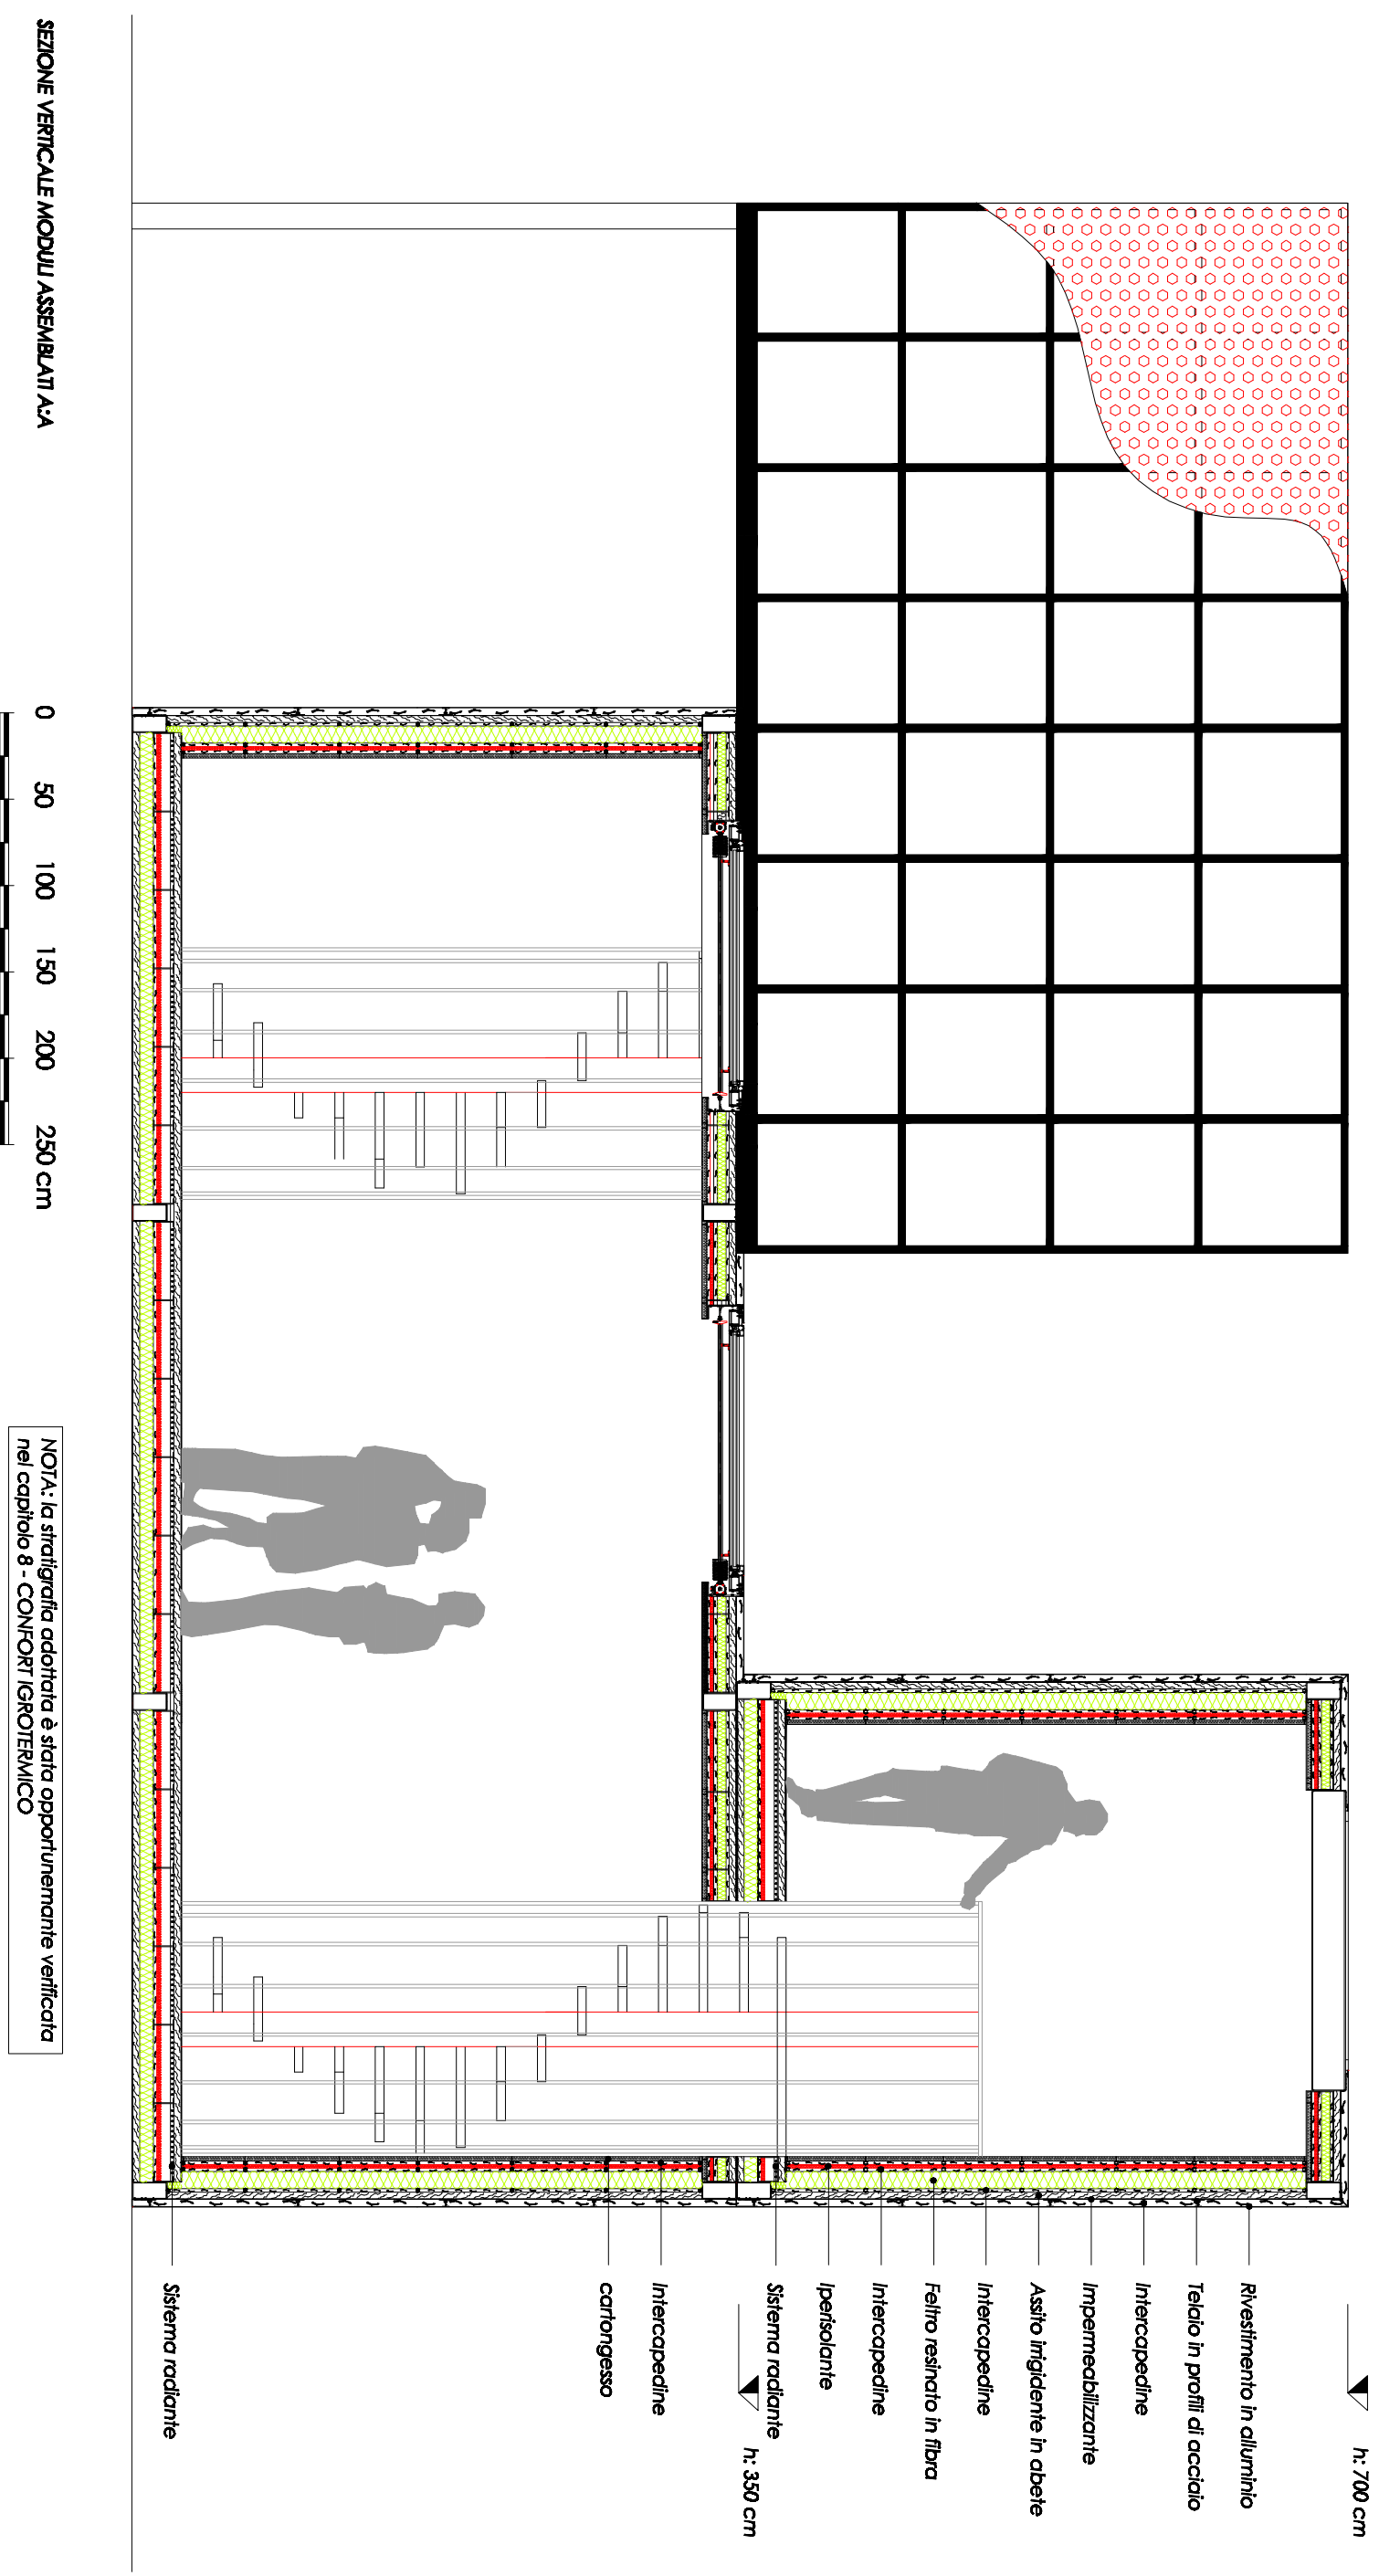 h: 700 cm
Rivestimento in alluminio
Telaio in profili di acciaio
Intercapedine
Impermeabilizzante
Assito irrigidente in abete
Intercapedine
Feltro resinato in fibra
Intercapedine
Iperisolante
Sistema radiante
h: 350 cm
Intercapedine
cartongesso
Sistema radiante
SEZIONE VERTICALE MODULI ASSEMBLATI A:A
0 50 100 150 200 250 cm
NOTA: la stratigrafia adottata è stata opportunemante verificata
nel capitolo 8 - CONFORT IGROTERMICO